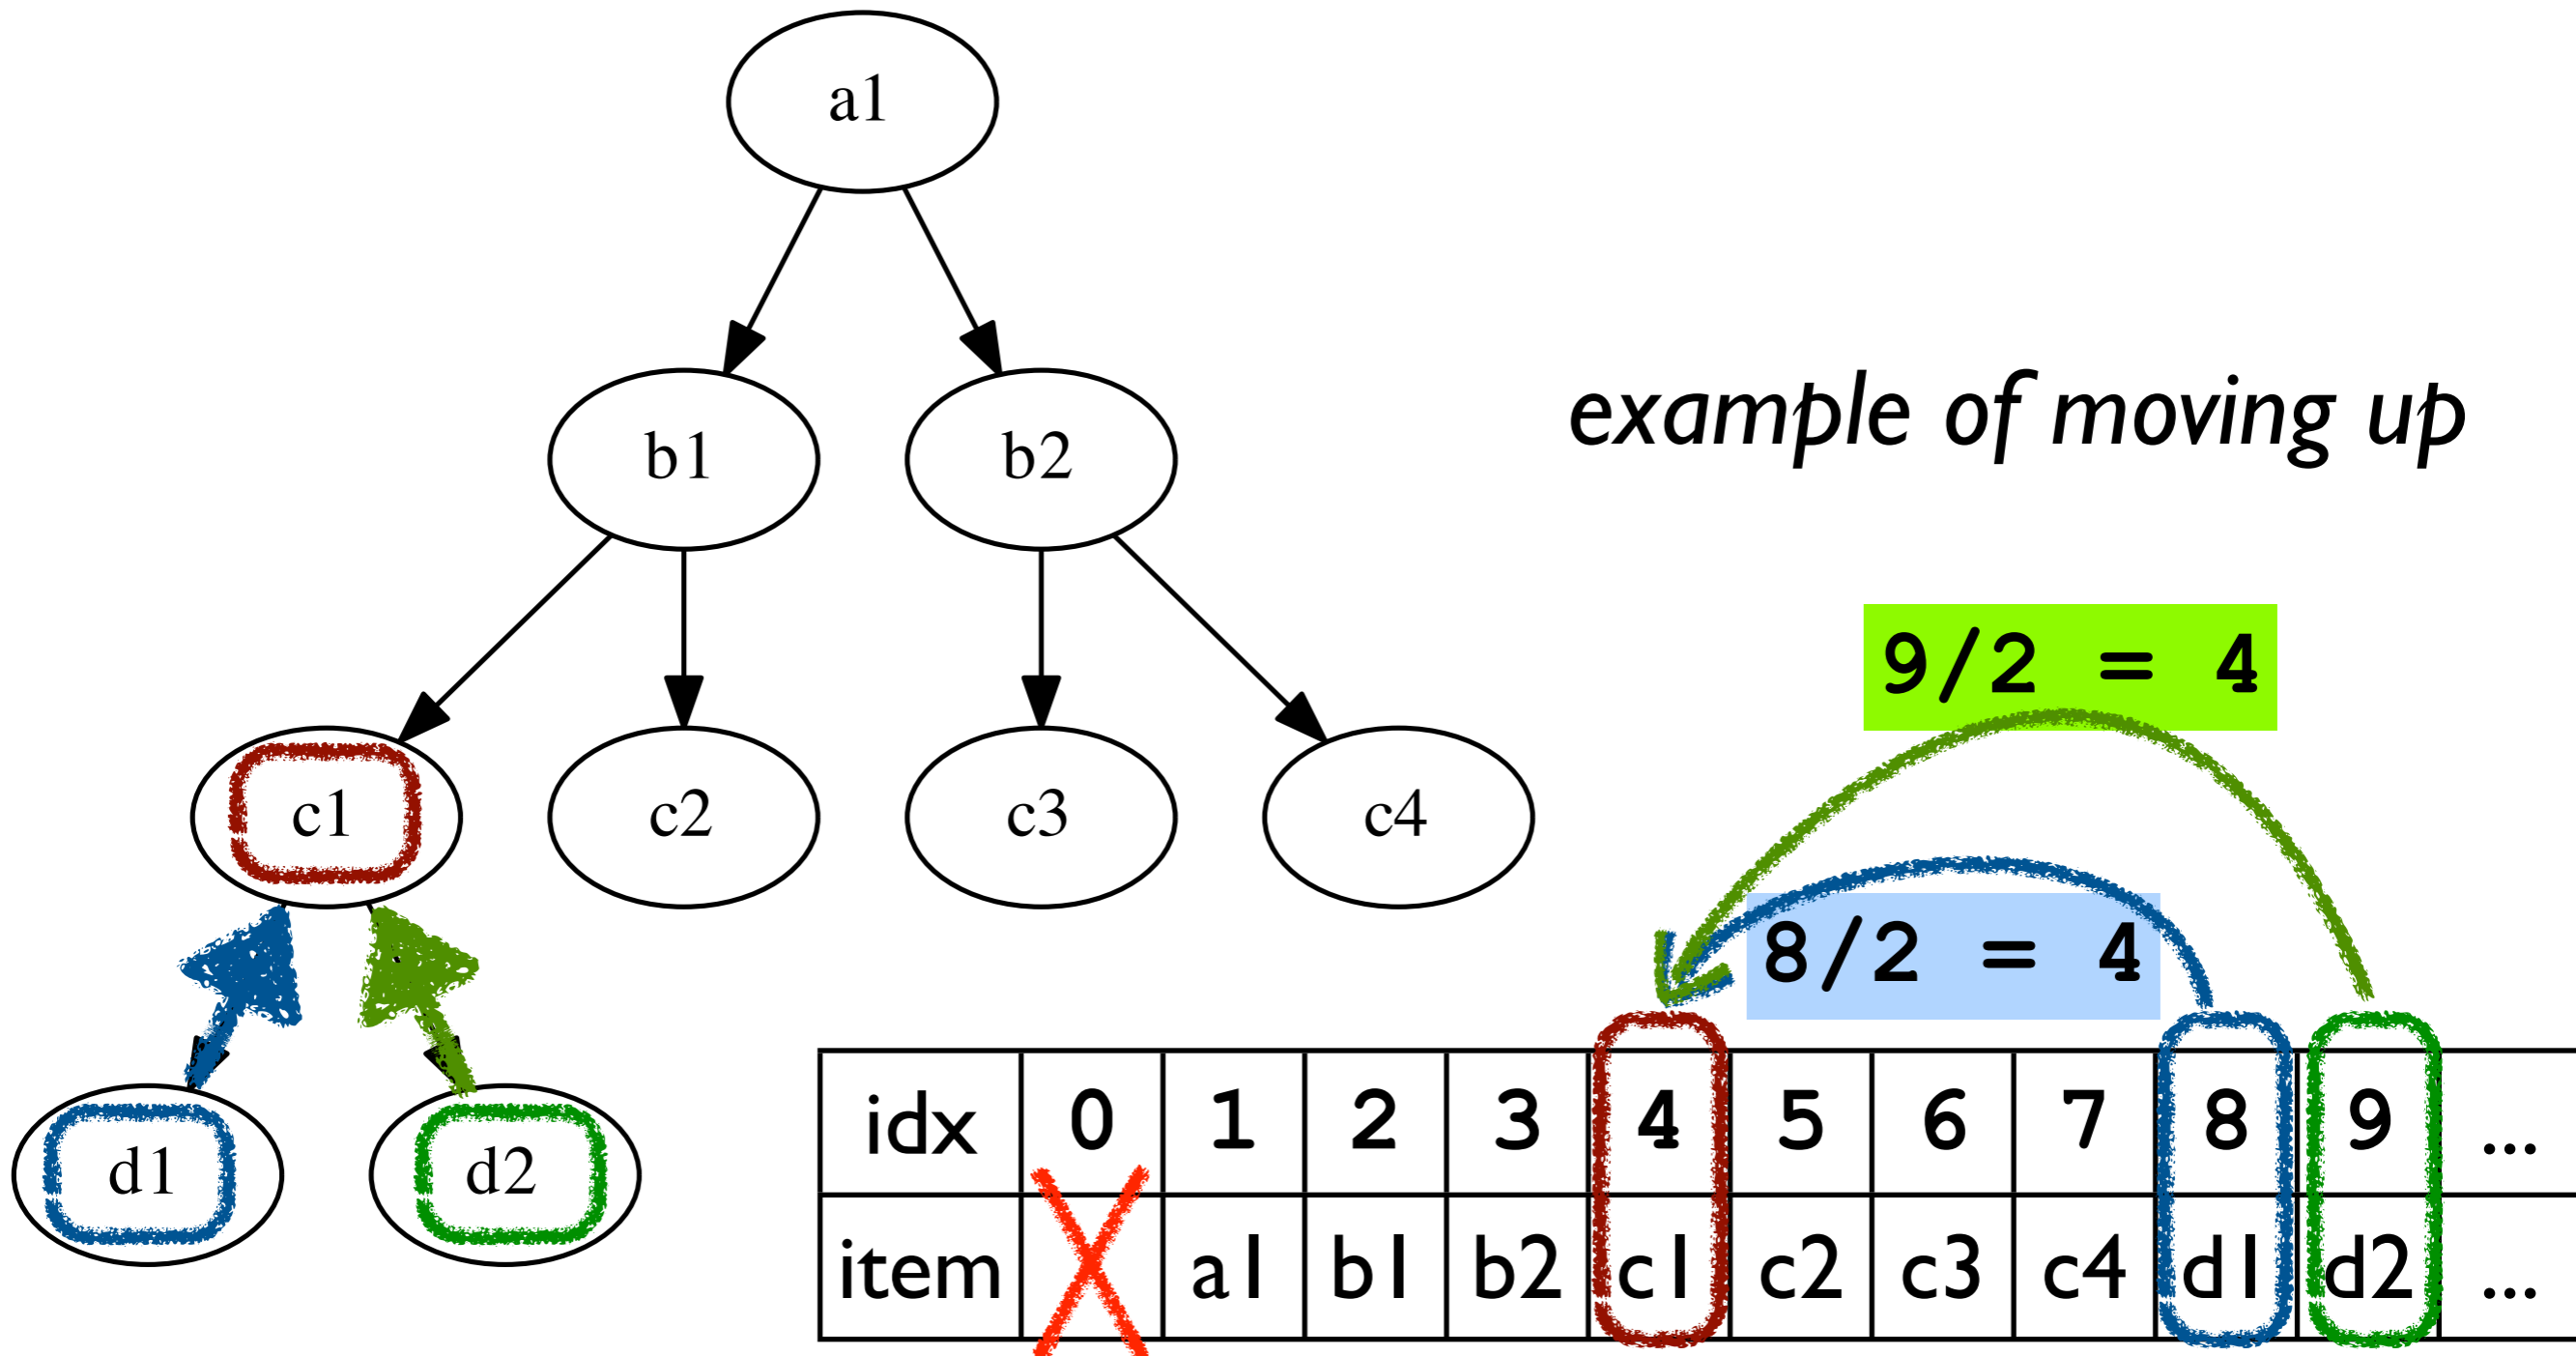 a1
b1 b2
example of moving up
9/2 = 4
c1 c2 c3 c4
8/2 = 4
d1 d2
idx 0 1 2 3 4 5 6 7 8 9 ...
item a1 b1 b2 c1 c2 c3 c4 d1 d2 ...